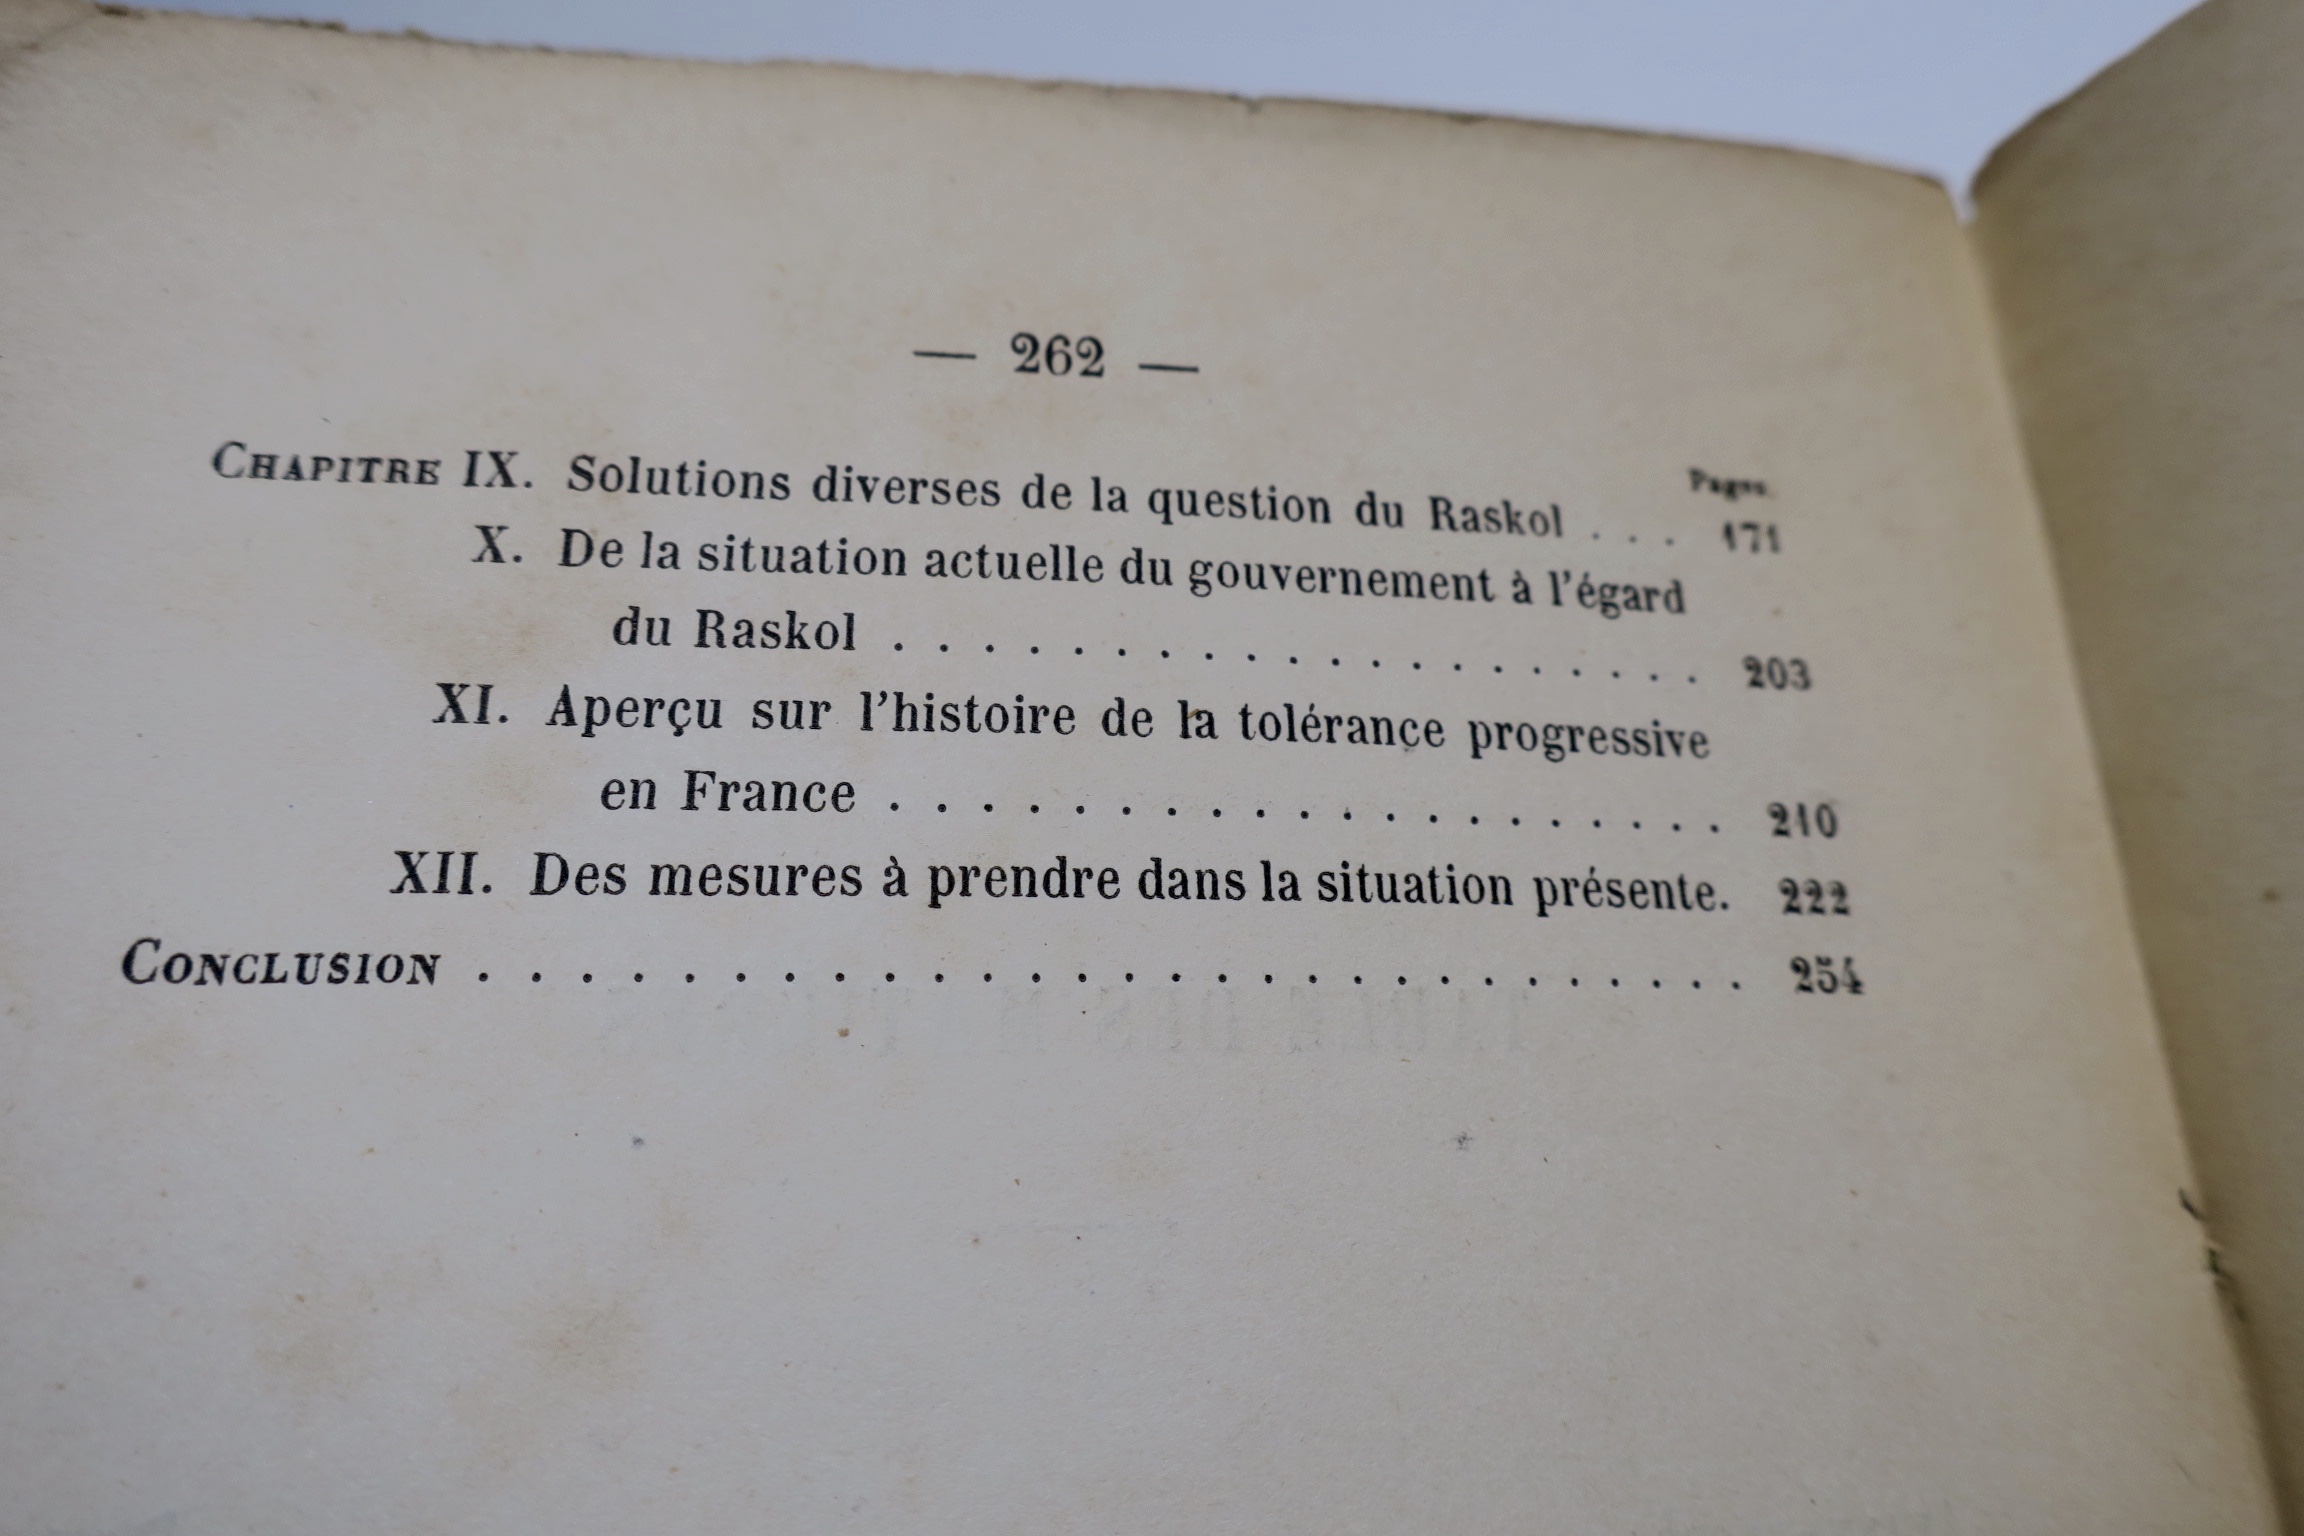 — 262 —
Pages.
CHAPITRE IX. Solutions diverses de la question du Raskol . . . 171
X. De la situation actuelle du gouvernement à l'égard
du Raskol . . . . . . . . . . . . . . . . . . . 203
XI. Aperçu sur l'histoire de la tolérance progressive
en France . . . . . . . . . . . . . . . . . . . 210
XII. Des mesures à prendre dans la situation présente. 222
CONCLUSION . . . . . . . . . . . . . . . . . . . . . . . . . . . 254